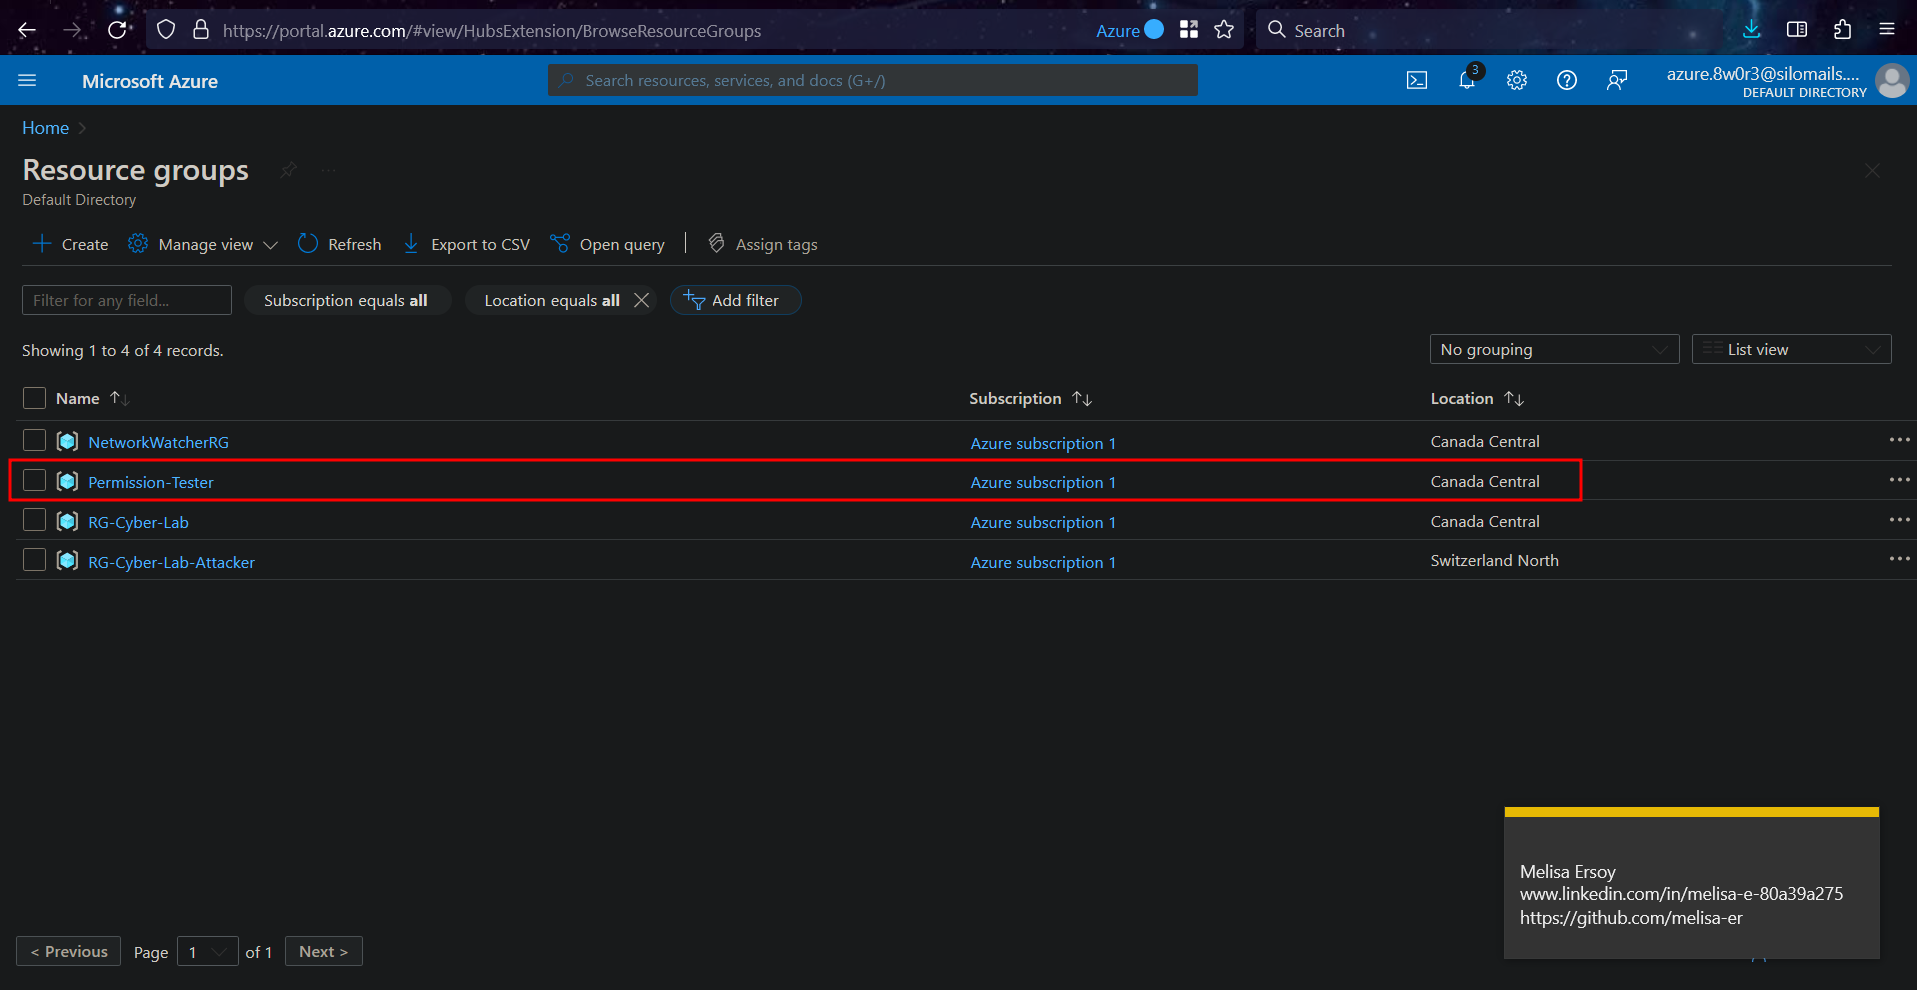 https://portal.azure.com/#view/HubsExtension/BrowseResourceGroups
Azure
Search
Microsoft Azure
Search resources, services, and docs (G+/)
3
azure.8w0r3@silomails....
DEFAULT DIRECTORY
Home
Resource groups
...
Default Directory
Create
Manage view
Refresh
Export to CSV
Open query
Assign tags
Filter for any field...
Subscription equals all
Location equals all
Add filter
Showing 1 to 4 of 4 records.
No grouping
List view
Name
Subscription
Location
NetworkWatcherRG Azure subscription 1 Canada Central
Permission-Tester Azure subscription 1 Canada Central
RG-Cyber-Lab Azure subscription 1 Canada Central
RG-Cyber-Lab-Attacker Azure subscription 1 Switzerland North
Melisa Ersoy
www.linkedin.com/in/melisa-e-80a39a275
https://github.com/melisa-er
< Previous Page 1 of 1 Next >